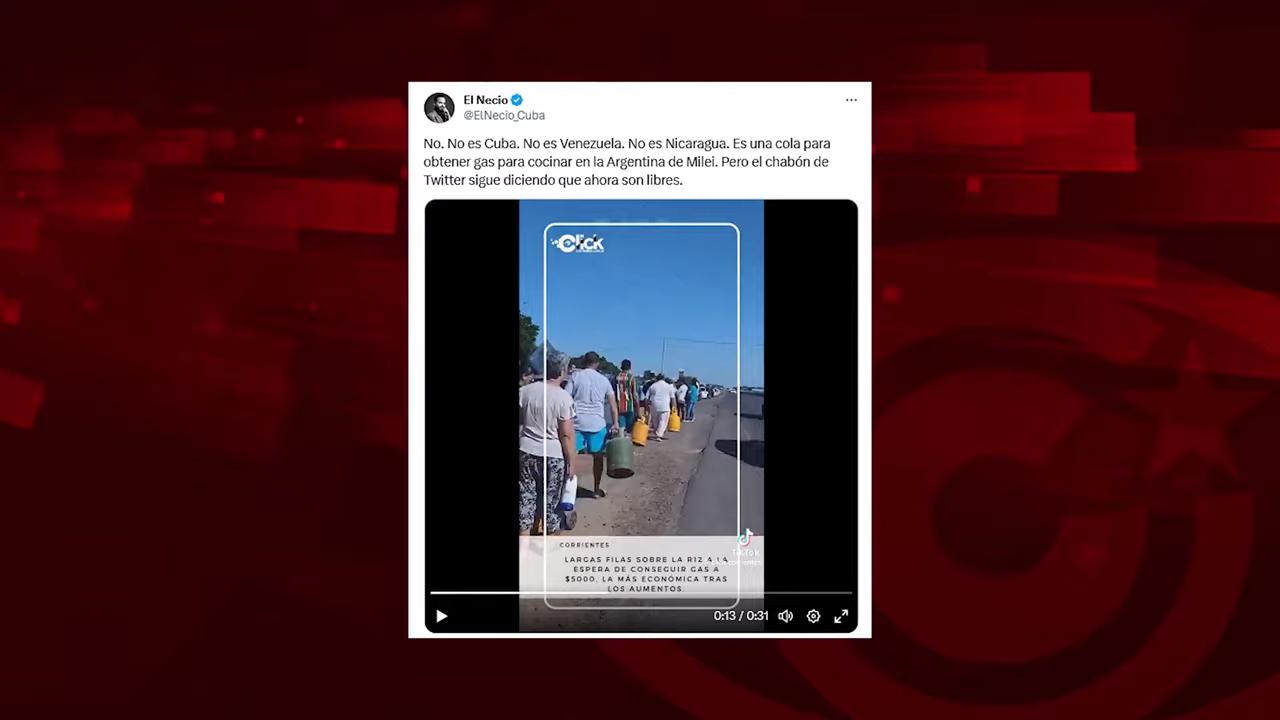 El Necio
@ElNecio_Cuba
No. No es Cuba. No es Venezuela. No es Nicaragua. Es una cola para
obtener gas para cocinar en la Argentina de Milei. Pero el chabón de
Twitter sigue diciendo que ahora son libres.
Click
CORRIENTES
LARGAS FILAS SOBRE LA R12 A LA
ESPERA DE CONSEGUIR GAS A
$5000, LA MÁS ECONÓMICA TRAS
LOS AUMENTOS.
TikTok
0:13 / 0:31